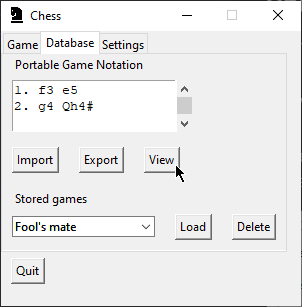 Chess
Game Database Settings
Portable Game Notation
1. f3 e5
2. g4 Qh4#
Import Export View
Stored games
Fool's mate Load Delete
Quit